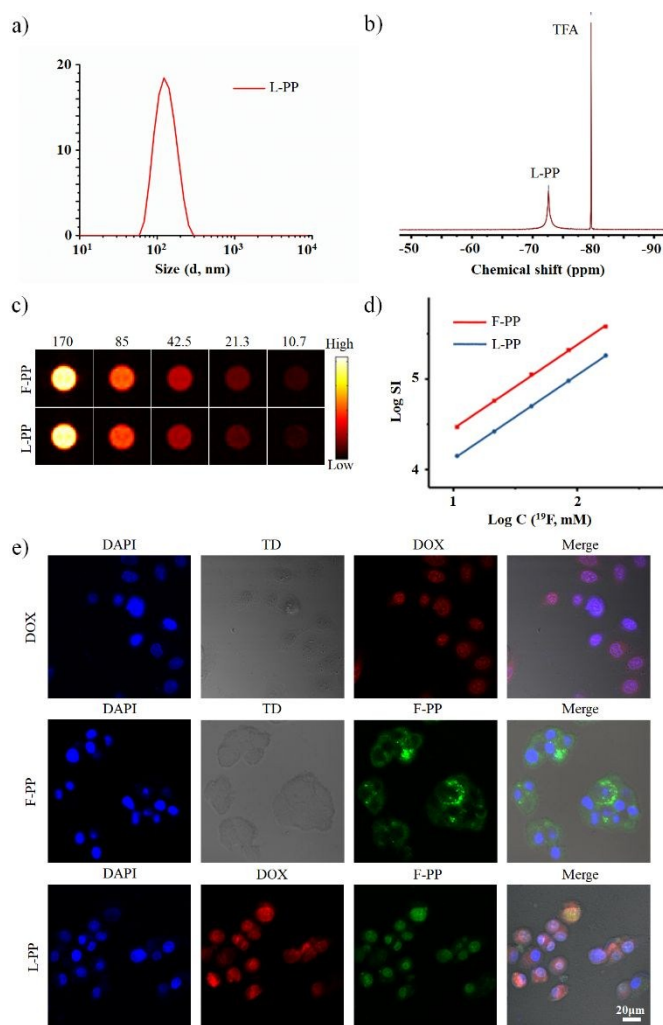 a)
20
10
0
10¹ 10² 10³ 10⁴
Size (d, nm)
L-PP
b)
TFA
L-PP
-50 -60 -70 -80 -90
Chemical shift (ppm)
c)
170 85 42.5 21.3 10.7
F-PP
L-PP
High
Low
d)
F-PP
L-PP
Log SI
5
4
1 2
Log C (¹⁹F, mM)
e)
DAPI TD DOX Merge
DOX
DAPI TD F-PP Merge
F-PP
DAPI DOX F-PP Merge
L-PP
20μm